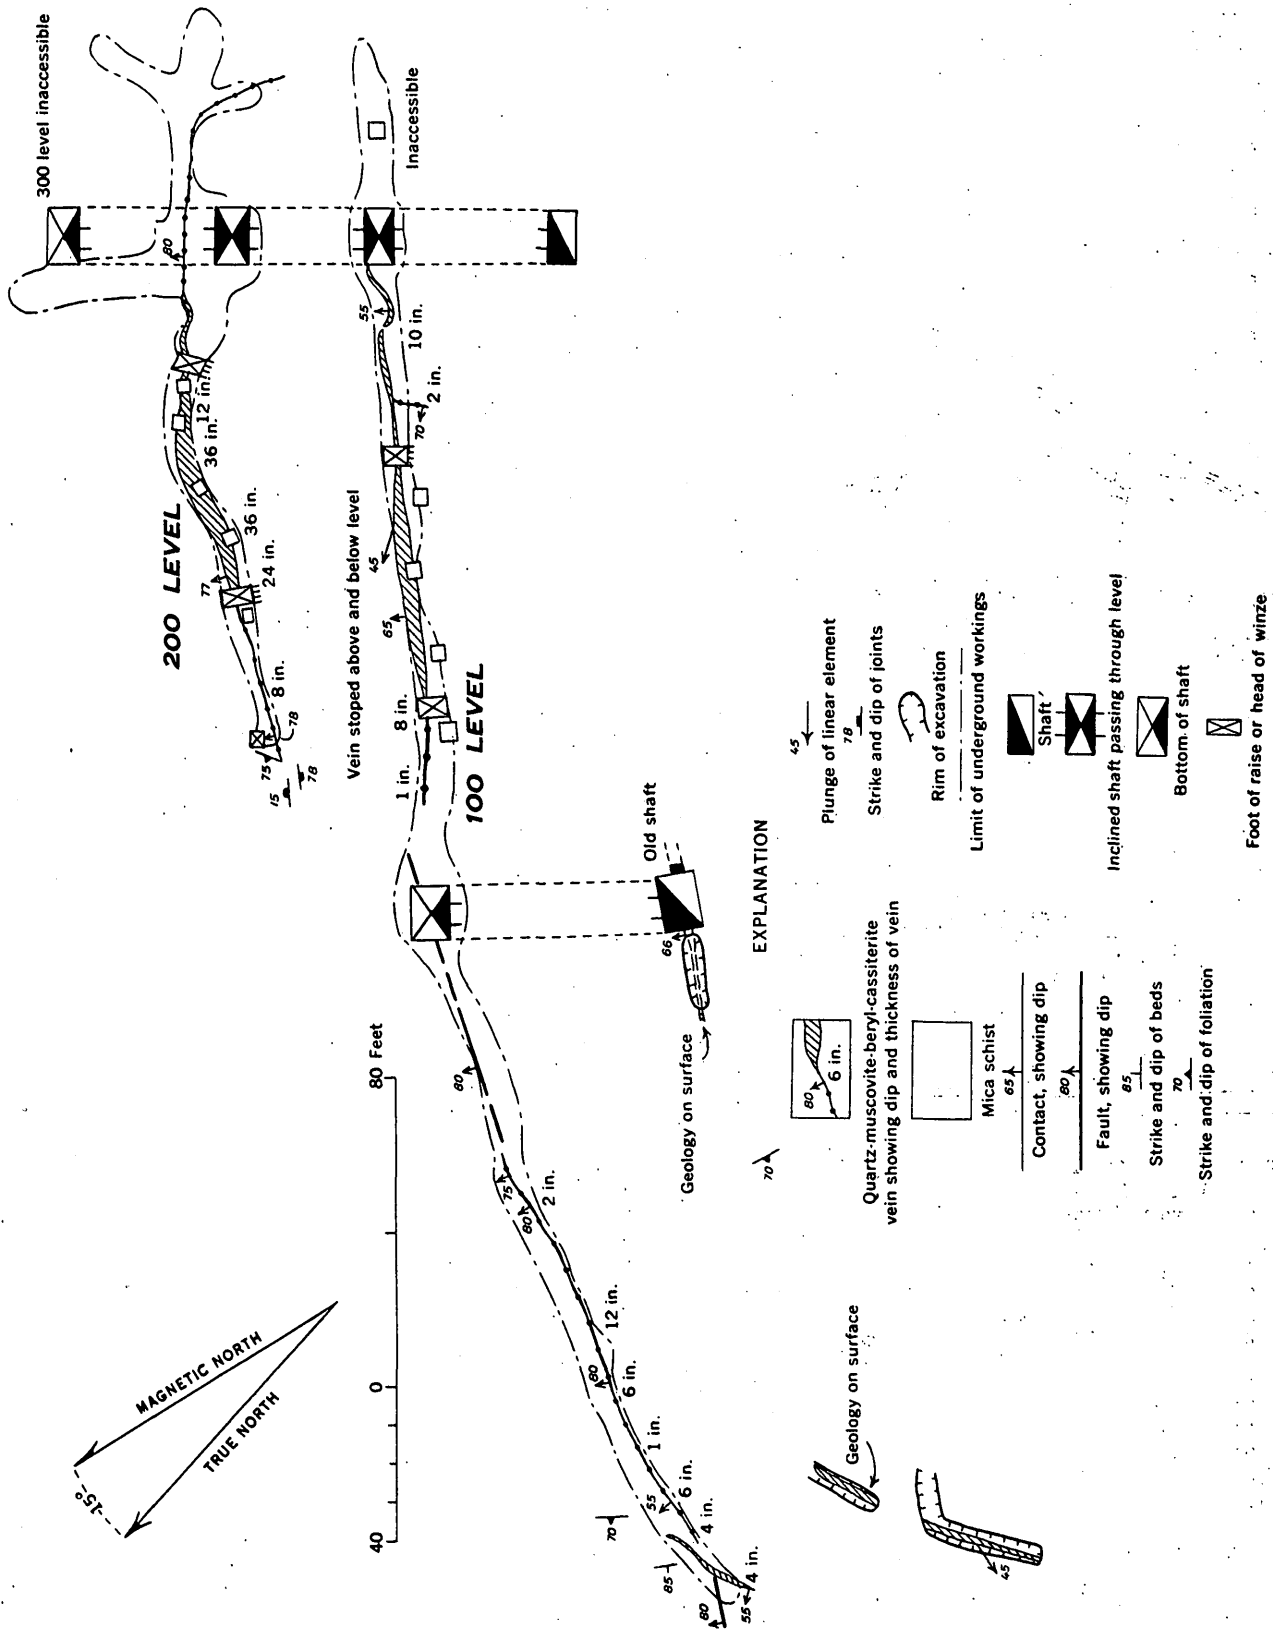 300 level inaccessible
80
12 in.
36 in.
36 in.
24 in.
77
8 in.
78
75
15
78
200 LEVEL
Inaccessible
55
10 in.
2 in.
70
Vein stoped above and below level
45
65
8 in.
1 in.
100 LEVEL
Old shaft
66
Geology on surface
80
75
80
2 in.
12 in.
80
6 in.
1 in.
55
6 in.
4 in.
70
85
4 in.
55
80
40
0
80 Feet
MAGNETIC NORTH
TRUE NORTH
15°
Geology on surface
45
70
EXPLANATION
80
6 in.
Quartz-muscovite-beryl-cassiterite
vein showing dip and thickness of vein
Mica schist
65
Contact, showing dip
80
Fault, showing dip
85
Strike and dip of beds
70
Strike and dip of foliation
45
Plunge of linear element
78
Strike and dip of joints
Rim of excavation
Limit of underground workings
Shaft
Inclined shaft passing through level
Bottom of shaft
Foot of raise or head of winze